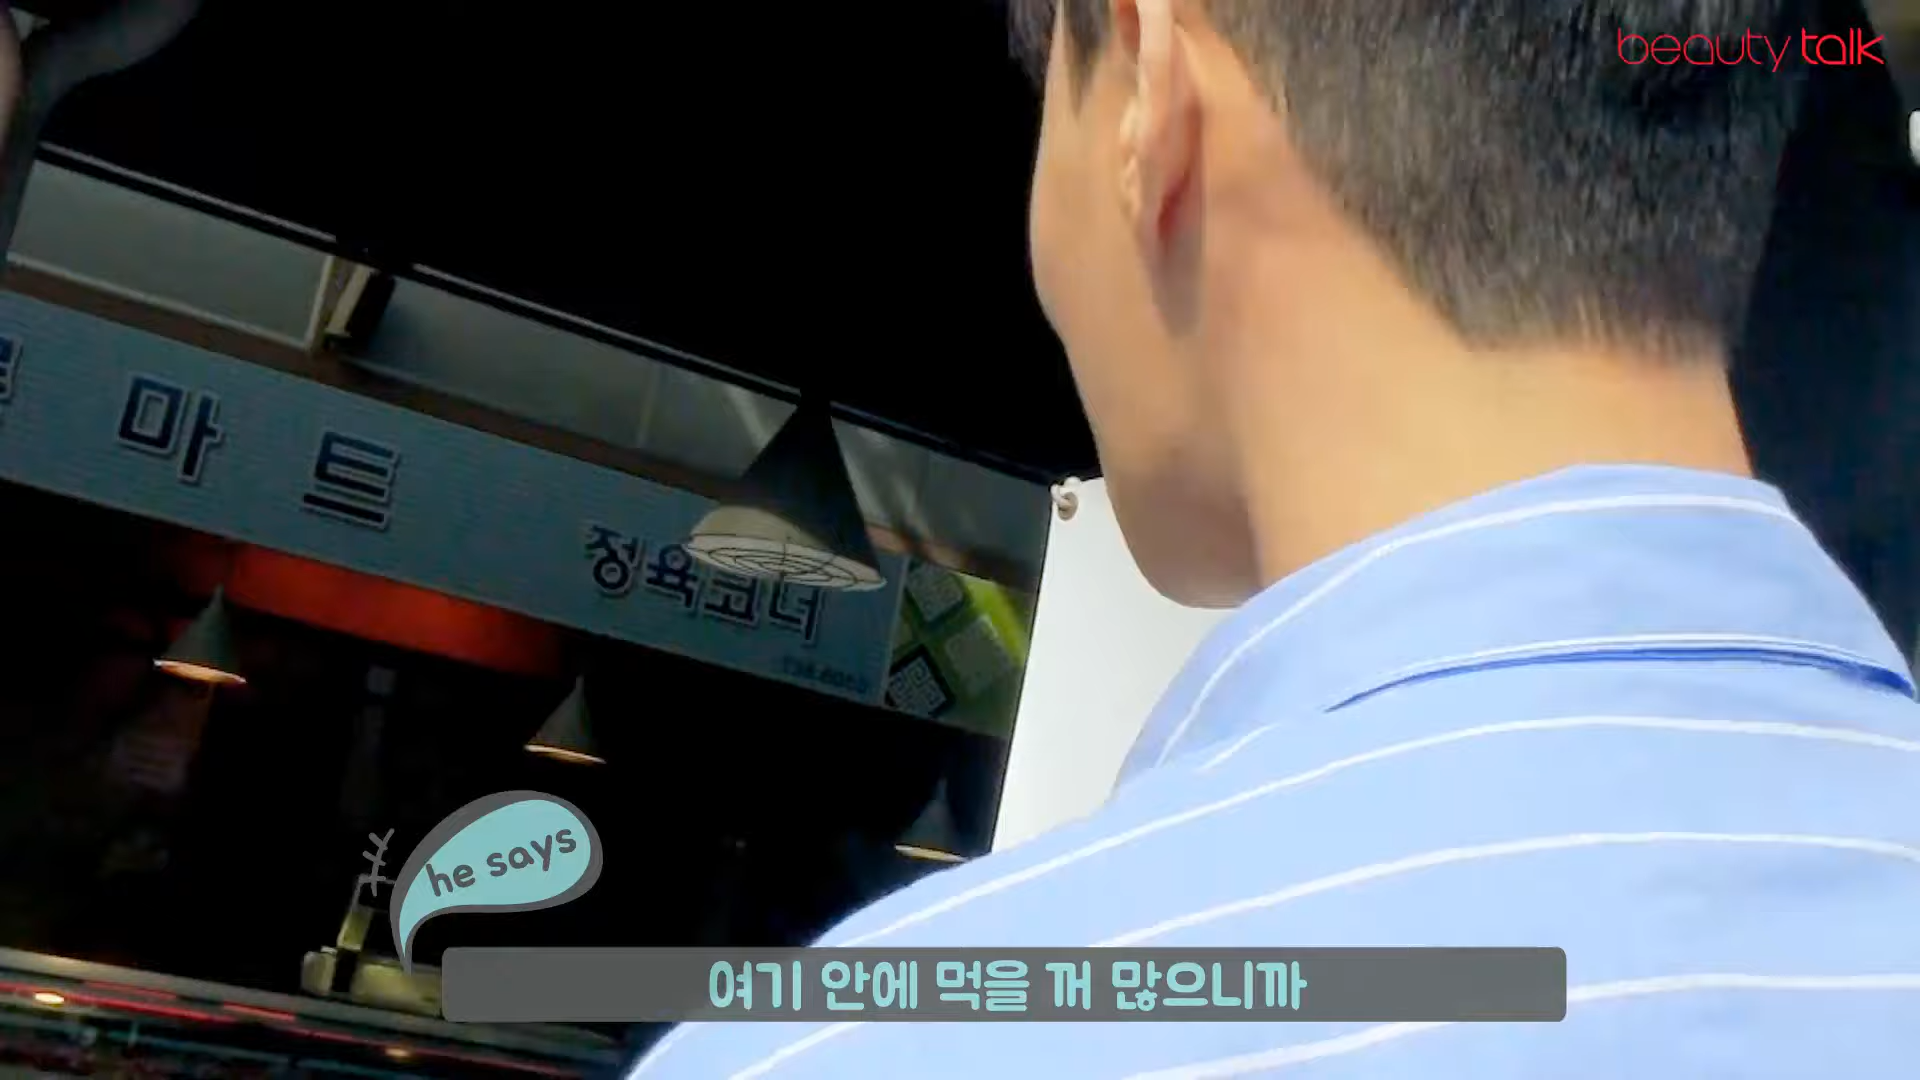 beauty talk
마트
정육코너
he says
여기 안에 먹을 꺼 많으니까